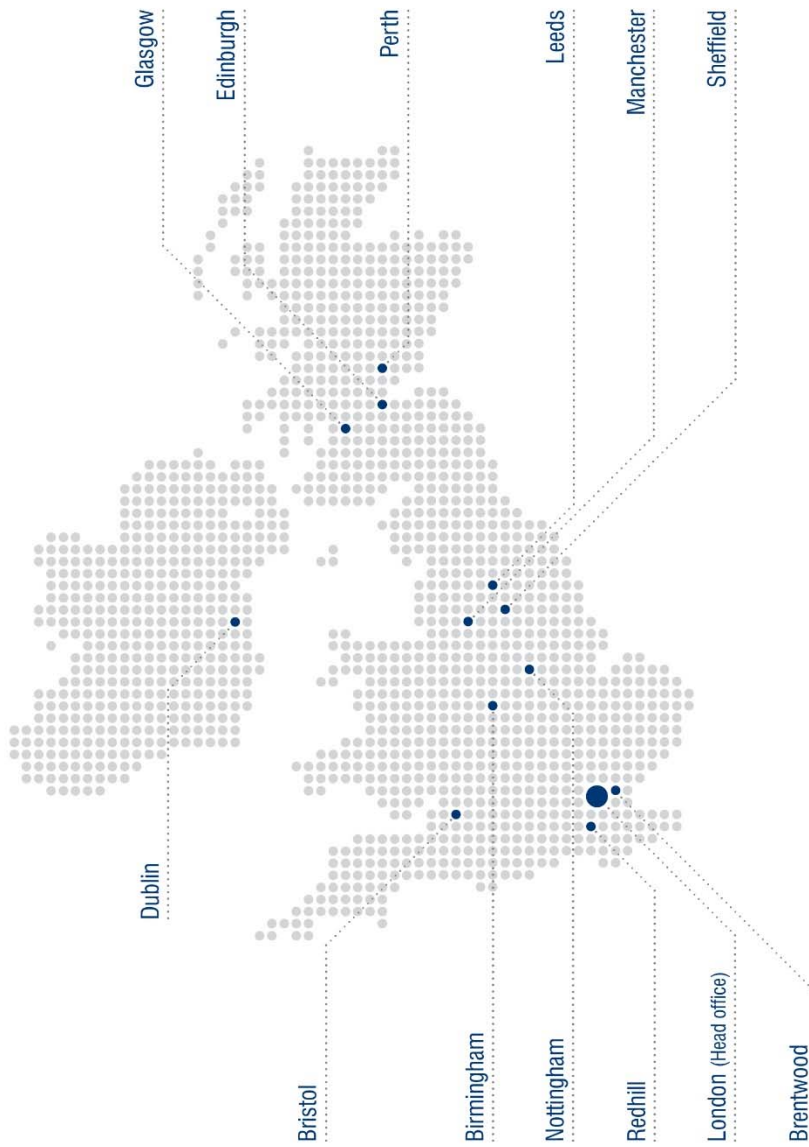 Glasgow
Edinburgh
Perth
Leeds
Manchester
Sheffield
Dublin
Bristol
Birmingham
Nottingham
Redhill
London (Head office)
Brentwood